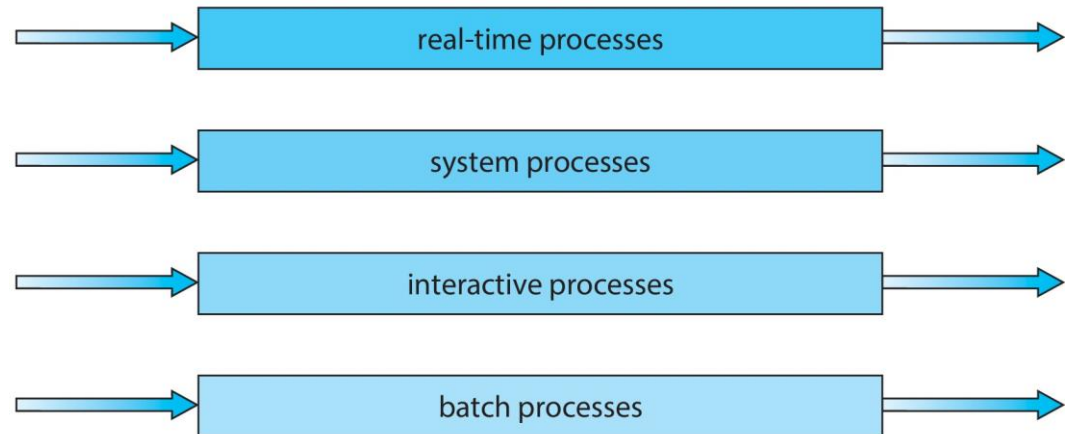 real-time processes
system processes
interactive processes
batch processes